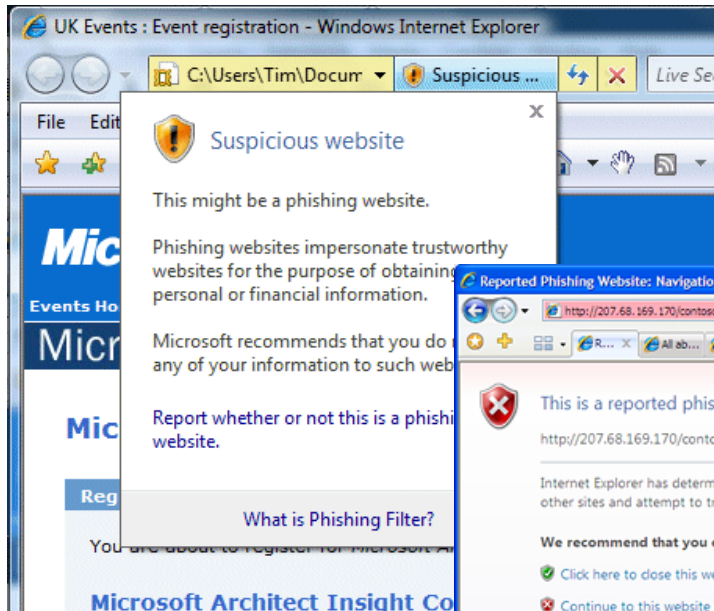 UK Events : Event registration - Windows Internet Explorer
C:\Users\Tim\Docum
Suspicious ...
Live Se
File Edit
Suspicious website
This might be a phishing website.
Phishing websites impersonate trustworthy
websites for the purpose of obtaining
personal or financial information.
Microsoft recommends that you do
any of your information to such web
Report whether or not this is a phishi
website.
What is Phishing Filter?
Mic
Events Ho
Micr
Mic
Reg
You are about to register for Microsoft Ar
Microsoft Architect Insight Co
Reported Phishing Website: Navigatio
http://207.68.169.170/contoso
R...
All ab...
This is a reported phis
http://207.68.169.170/conto
Internet Explorer has determ
other sites and attempt to tr
We recommend that you
Click here to close this we
Continue to this website